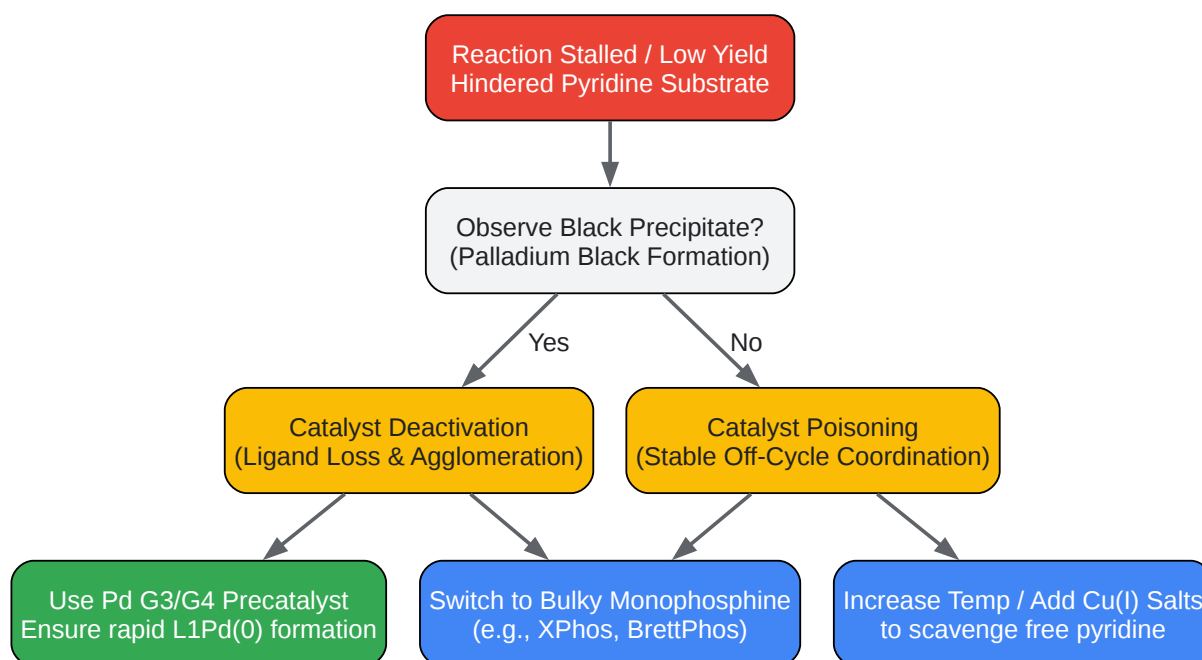 Reaction Stalled / Low Yield
Hindered Pyridine Substrate
Observe Black Precipitate?
(Palladium Black Formation)
Yes
No
Catalyst Deactivation
(Ligand Loss & Agglomeration)
Catalyst Poisoning
(Stable Off-Cycle Coordination)
Use Pd G3/G4 Precatalyst
Ensure rapid L1Pd(0) formation
Switch to Bulky Monophosphine
(e.g., XPhos, BrettPhos)
Increase Temp / Add Cu(I) Salts
to scavenge free pyridine